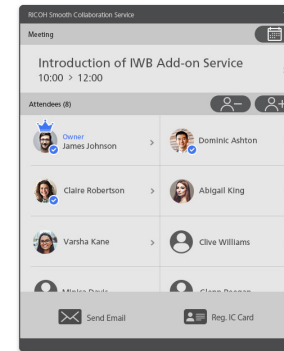 RICOH Smooth Collaboration Service
Meeting
Introduction of IWB Add-on Service
10:00 > 12:00
Attendees (8)
Owner
James Johnson >
Dominic Ashton
Claire Robertson >
Abigail King
Varsha Kane >
Clive Williams
Send Email
Reg. IC Card